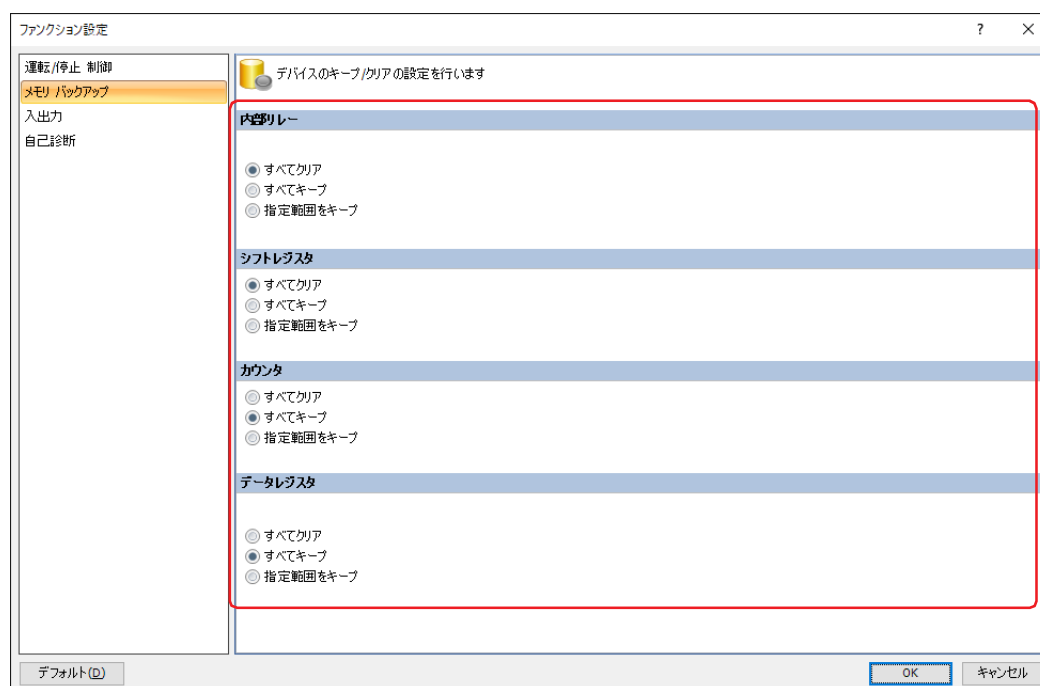 ファンクション設定
? ×
運転/停止 制御
メモリ バックアップ
入出力
自己診断
デバイスのキープ/クリアの設定を行います
内部リレー
すべてクリア
すべてキープ
指定範囲をキープ
シフトレジスタ
すべてクリア
すべてキープ
指定範囲をキープ
カウンタ
すべてクリア
すべてキープ
指定範囲をキープ
データレジスタ
すべてクリア
すべてキープ
指定範囲をキープ
デフォルト(D)
OK
キャンセル